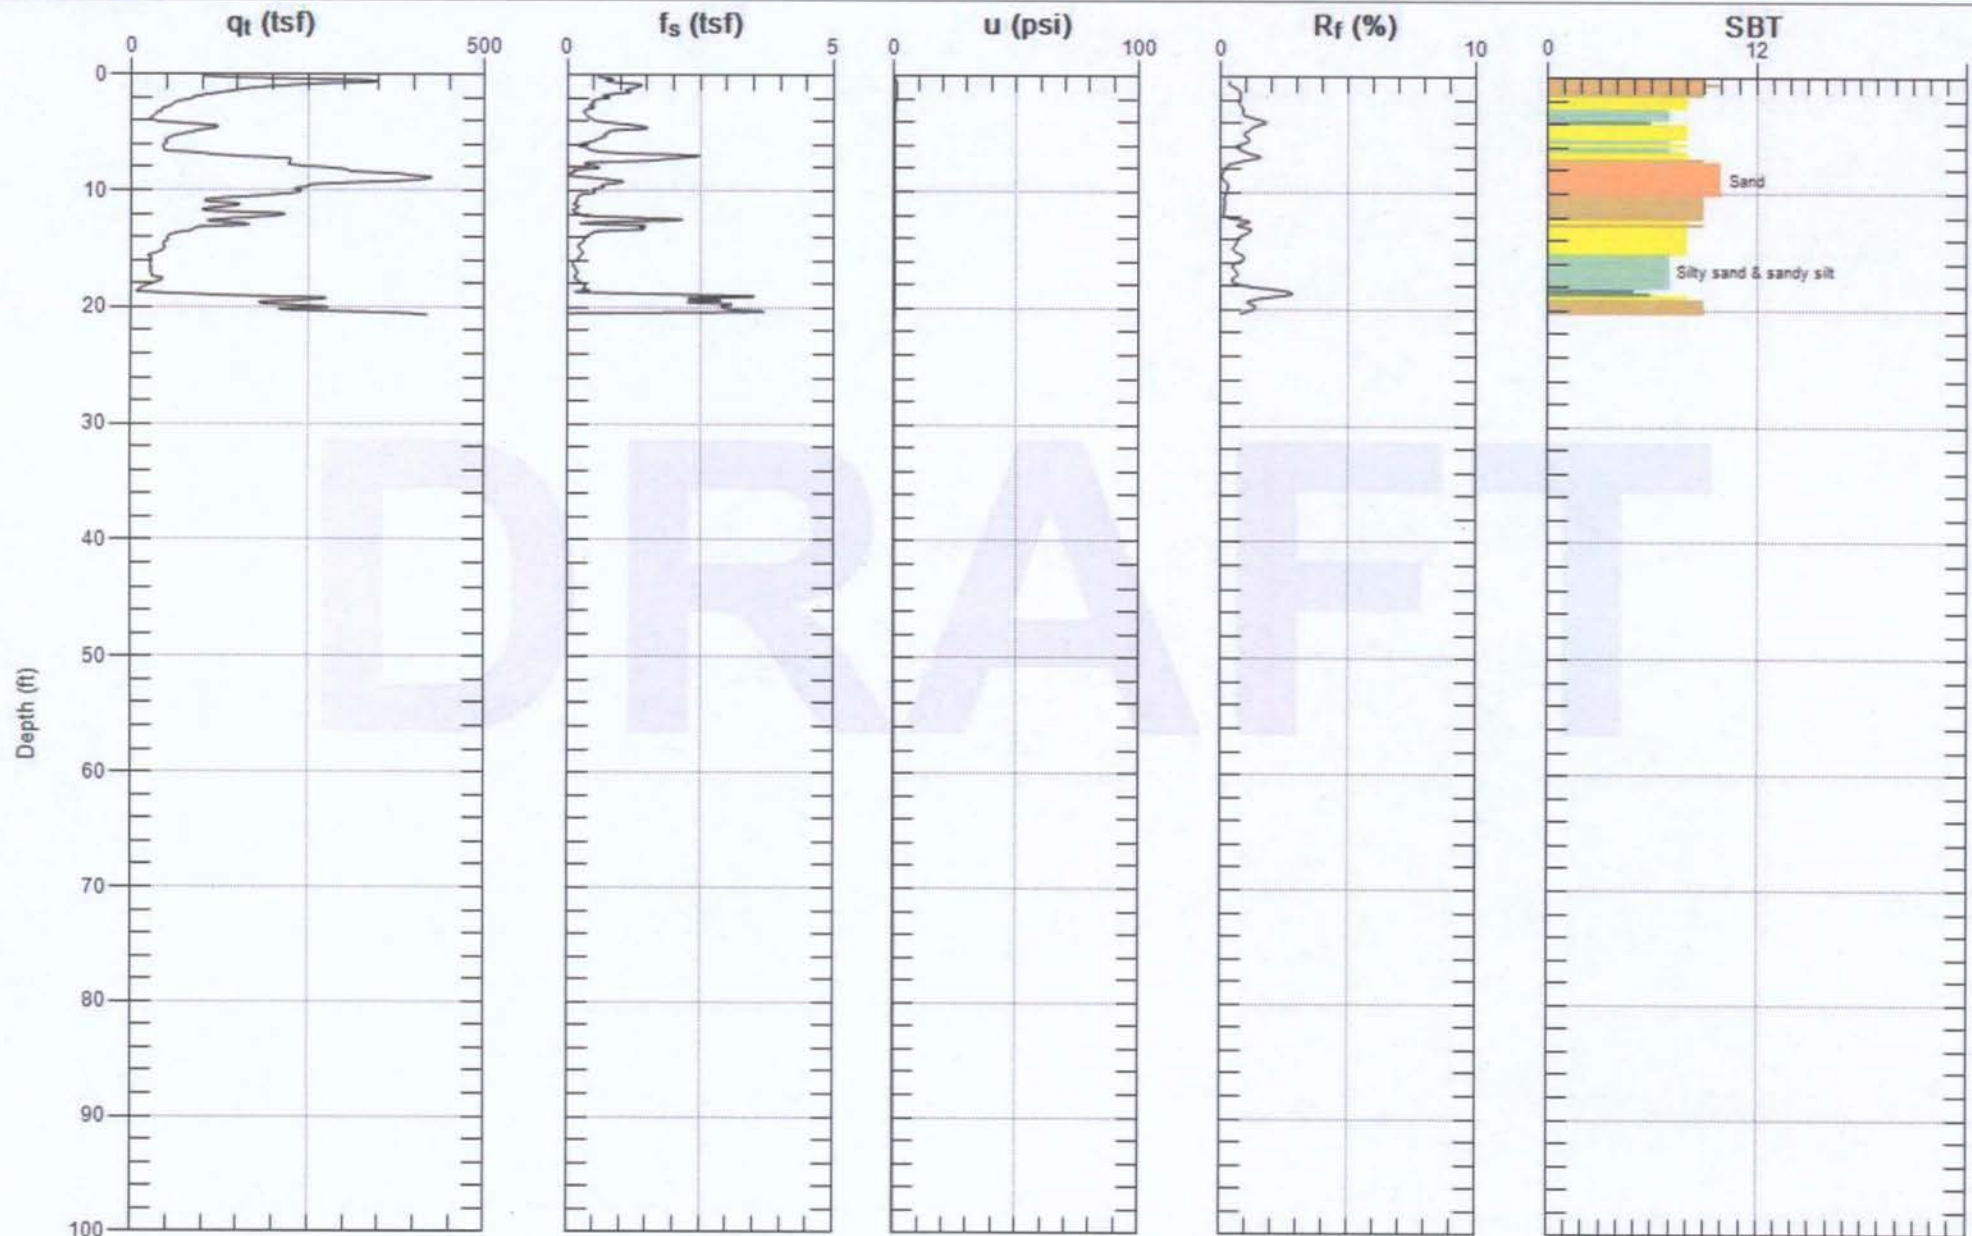 qt (tsf) fs (tsf) u (psi) Rf (%) SBT
0 500 0 5 0 100 0 10 0 12
0
10
Sand
Silty sand & sandy silt
20
30
DRAFT
40
50
Depth (ft)
60
70
80
90
100